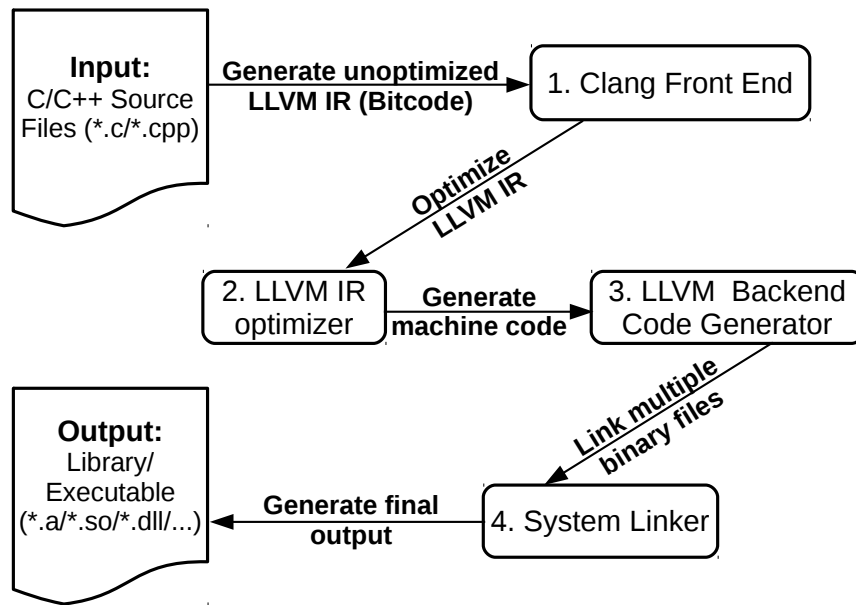 Input:
C/C++ Source
Files (*.c/*.cpp)
Generate unoptimized
LLVM IR (Bitcode)
1. Clang Front End
Optimize
LLVM IR
2. LLVM IR
optimizer
Generate
machine code
3. LLVM  Backend
Code Generator
Link multiple
binary files
Output:
Library/
Executable
(*.a/*.so/*.dll/...)
Generate final
output
4. System Linker